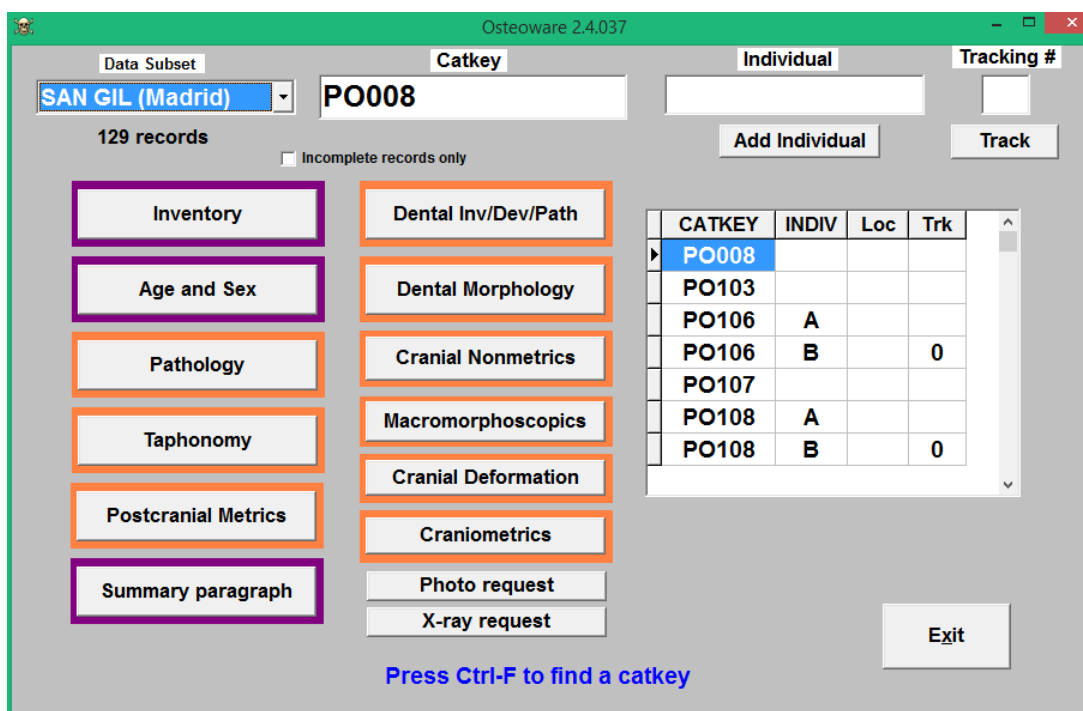 Osteoware 2.4.037
Data Subset Catkey Individual Tracking #
SAN GIL (Madrid) PO008
129 records
Add Individual Track
Incomplete records only
Inventory Dental Inv/Dev/Path
CATKEY INDIV Loc Trk
PO008
Age and Sex Dental Morphology
PO103
PO106 A
Pathology Cranial Nonmetrics
PO106 B 0
PO107
Taphonomy Macromorphoscopics
PO108 A
PO108 B 0
Cranial Deformation
Postcranial Metrics
Craniometrics
Summary paragraph
Photo request
X-ray request
Exit
Press Ctrl-F to find a catkey